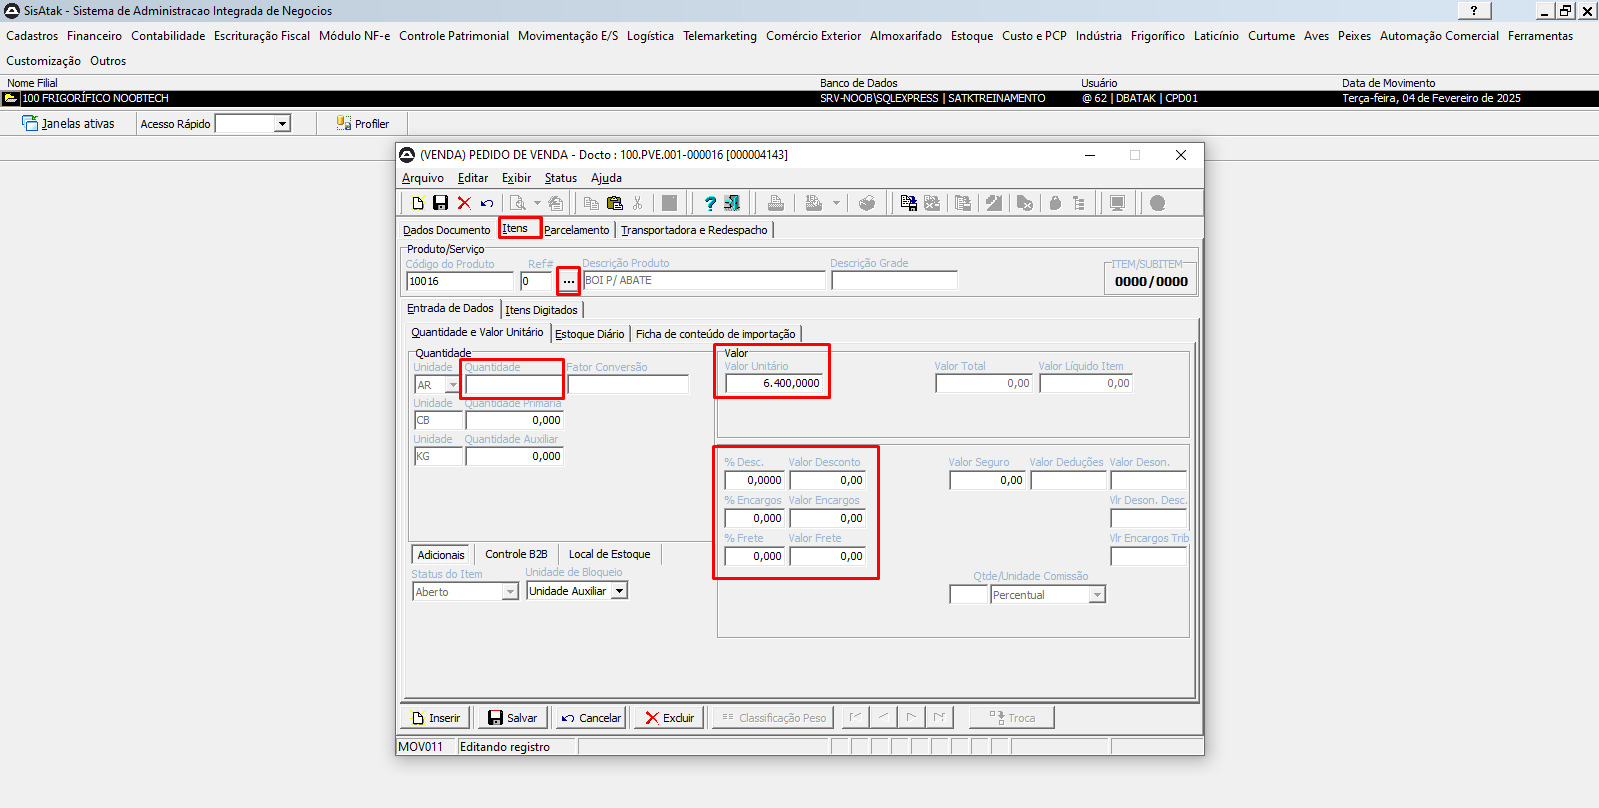 SisAtak - Sistema de Administracao Integrada de Negocios
?
Cadastros Financeiro Contabilidade Escrituração Fiscal Módulo NF-e Controle Patrimonial Movimentação E/S Logística Telemarketing Comércio Exterior Almoxarifado Estoque Custo e PCP Indústria Frigorífico Laticínio Curtume Aves Peixes Automação Comercial Ferramentas
Customização Outros
Nome Filial Banco de Dados Usuário Data de Movimento
100 FRIGORÍFICO NOOBTECH SRV-NOOB\SQLEXPRESS | SATKTREINAMENTO @ 62 | DBATAK | CPD01 Terça-feira, 04 de Fevereiro de 2025
Janelas ativas Acesso Rápido Profiler
(VENDA) PEDIDO DE VENDA - Docto : 100.PVE.001-000016 [000004143]
Arquivo Editar Exibir Status Ajuda
?
Dados Documento Itens Parcelamento Transportadora e Redespacho
Produto/Serviço
Código do Produto Ref# Descrição Produto Descrição Grade ITEM/SUBITEM
10016 0 ... BOI P/ ABATE 0000/0000
Entrada de Dados Itens Digitados
Quantidade e Valor Unitário Estoque Diário Ficha de conteúdo de importação
Quantidade Valor
Unidade Quantidade Fator Conversão Valor Unitário Valor Total Valor Líquido Item
AR 6.400,0000 0,00 0,00
Unidade Quantidade Primária
CB 0,000
Unidade Quantidade Auxiliar
KG 0,000
% Desc. Valor Desconto Valor Seguro Valor Deduções Valor Deson.
0,0000 0,00 0,00
% Encargos Valor Encargos Vlr Deson. Desc.
0,000 0,00
% Frete Valor Frete Vlr Encargos Trib
0,000 0,00
Adicionais Controle B2B Local de Estoque
Status do Item Unidade de Bloqueio Qtde/Unidade Comissão
Aberto Unidade Auxiliar Percentual
Inserir Salvar Cancelar Excluir Classificação Peso Troca
MOV011 Editando registro